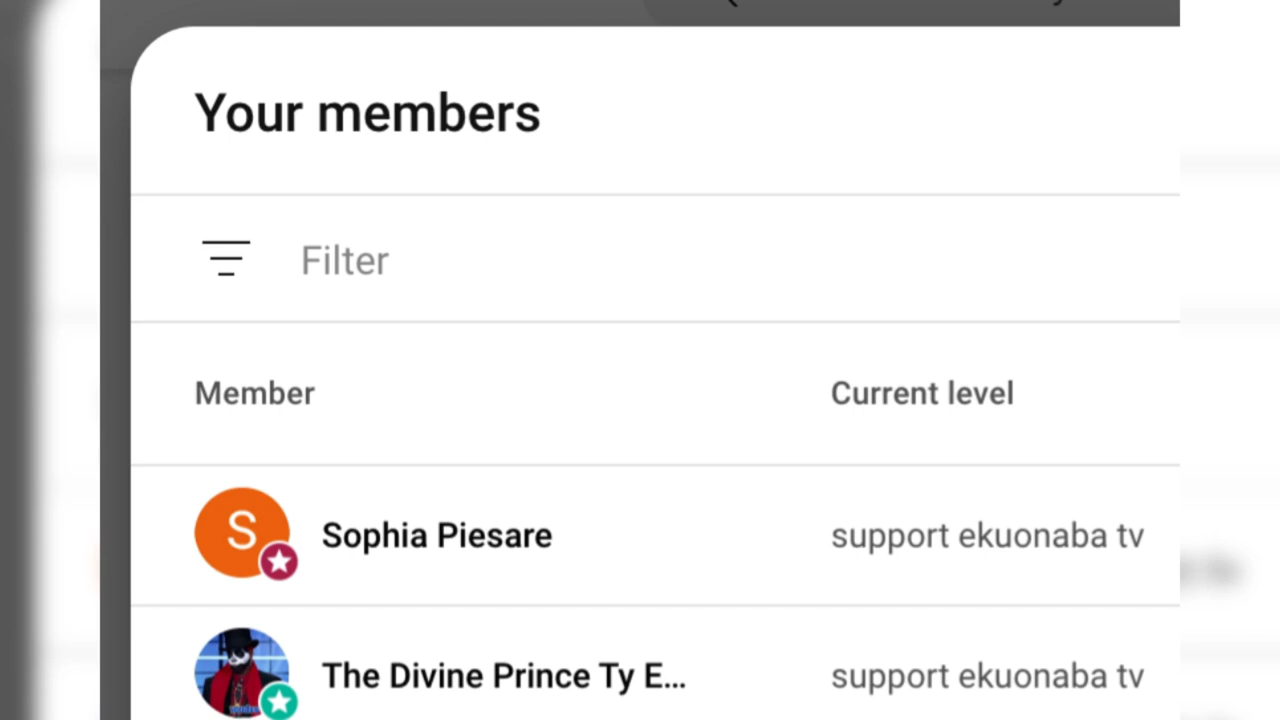 Your members
Filter
Member Current level
S Sophia Piesare support ekuonaba tv
The Divine Prince Ty E... support ekuonaba tv